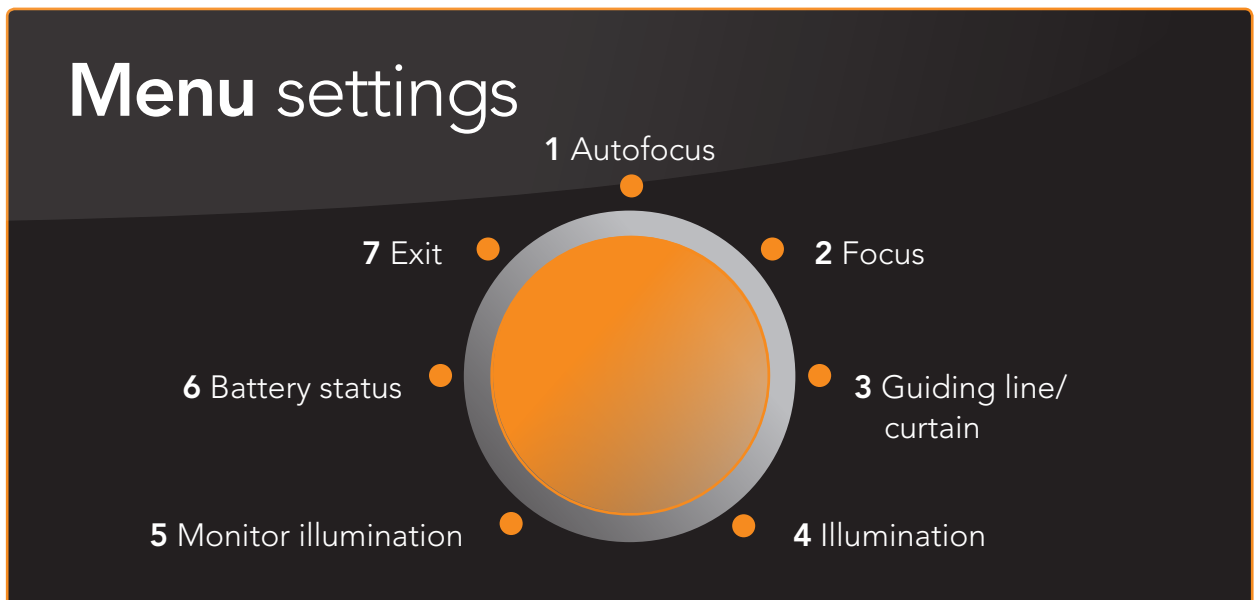 Menu settings
1 Autofocus
2 Focus
3 Guiding line/
curtain
4 Illumination
5 Monitor illumination
6 Battery status
7 Exit